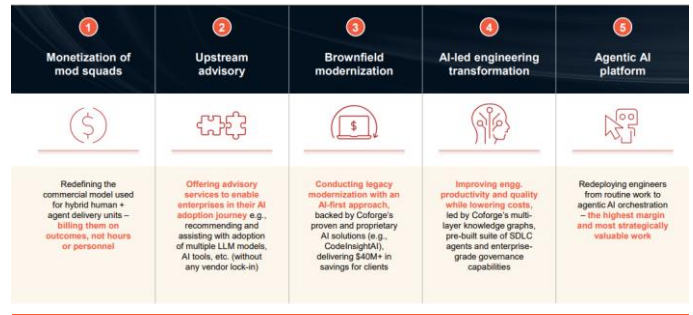 1
Monetization of
mod squads
$
Redefining the
commercial model used
for hybrid human +
agent delivery units –
billing them on
outcomes, not hours
or personnel
2
Upstream
advisory
Offering advisory
services to enable
enterprises in their AI
adoption journey e.g.,
recommending and
assisting with adoption
of multiple LLM models,
AI tools, etc. (without
any vendor lock-in)
3
Brownfield
modernization
$
Conducting legacy
modernization with an
AI-first approach,
backed by Coforge's
proven and proprietary
AI solutions (e.g.,
CodeInsightAI),
delivering $40M+ in
savings for clients
4
AI-led engineering
transformation
Improving engg.
productivity and quality
while lowering costs,
led by Coforge's multi-
layer knowledge graphs,
pre-built suite of SDLC
agents and enterprise-
grade governance
capabilities
5
Agentic AI
platform
Redeploying engineers
from routine work to
agentic AI orchestration
– the highest margin
and most strategically
valuable work